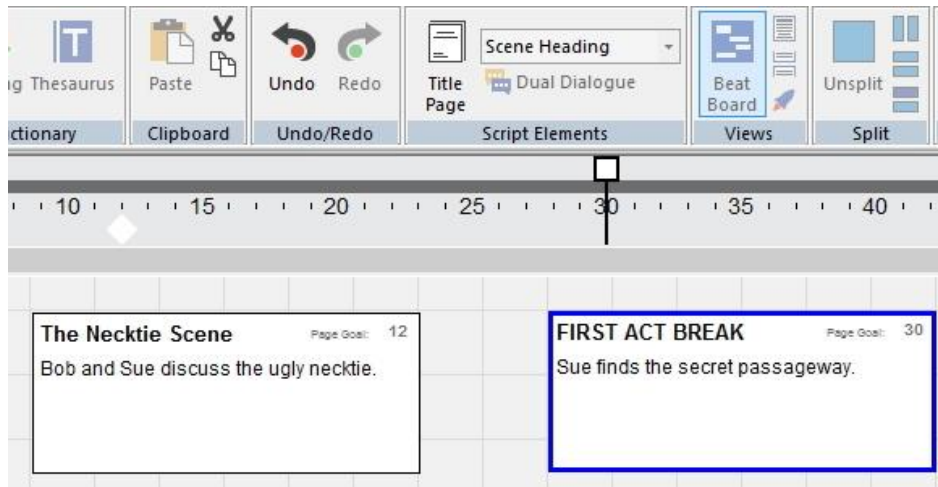 Scene Heading
Thesaurus
Paste
Undo Redo
Title Page
Dual Dialogue
Beat Board
Unsplit
Clipboard
Undo/Redo
Script Elements
Views
Split
10 15 20 25 30 35 40
The Necktie Scene Page Goal: 12
Bob and Sue discuss the ugly necktie.
FIRST ACT BREAK Page Goal: 30
Sue finds the secret passageway.